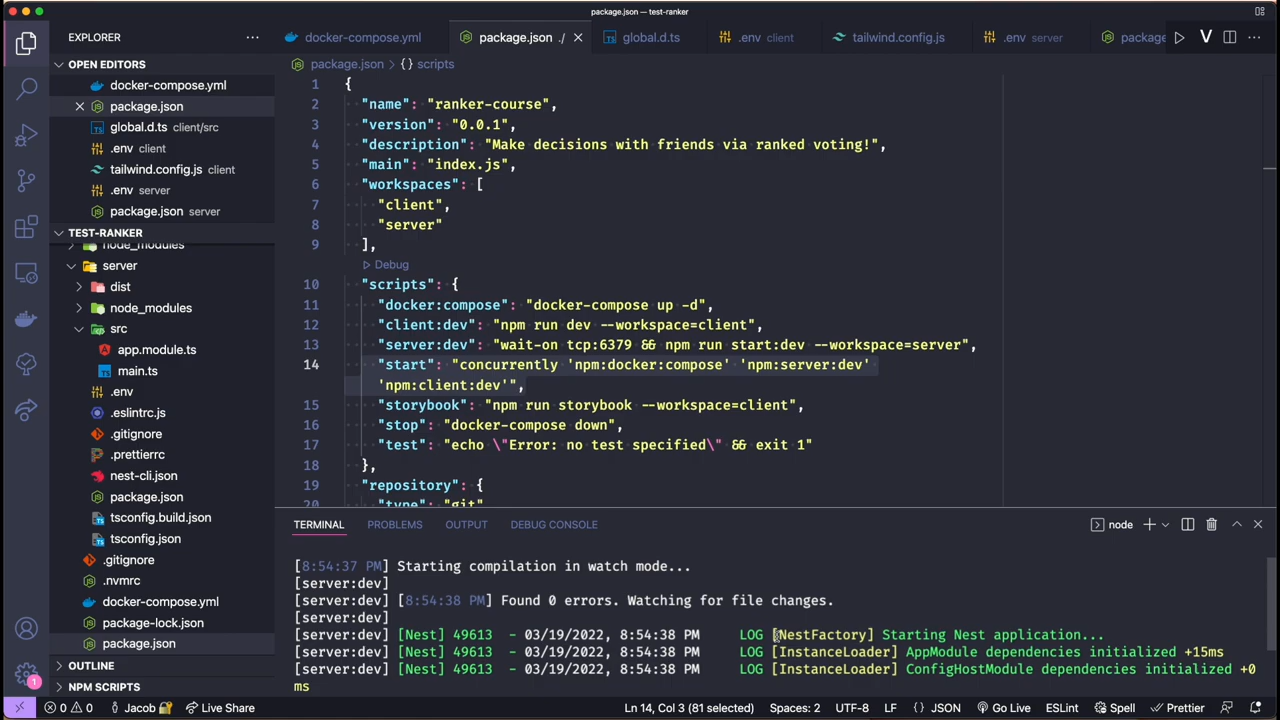 package.json — test-ranker
EXPLORER
OPEN EDITORS
docker-compose.yml
package.json
global.d.ts client/src
.env client
tailwind.config.js client
.env server
package.json server
TEST-RANKER
node_modules
server
dist
node_modules
src
app.module.ts
main.ts
.env
.eslintrc.js
.gitignore
.prettierrc
nest-cli.json
package.json
tsconfig.build.json
tsconfig.json
.gitignore
.nvmrc
docker-compose.yml
package-lock.json
package.json
OUTLINE
NPM SCRIPTS
docker-compose.yml
package.json ./
global.d.ts
.env client
tailwind.config.js
.env server
package
package.json > {} scripts
1 {
2 "name": "ranker-course",
3 "version": "0.0.1",
4 "description": "Make decisions with friends via ranked voting!",
5 "main": "index.js",
6 "workspaces": [
7 "client",
8 "server"
9 ],
Debug
10 "scripts": {
11 "docker:compose": "docker-compose up -d",
12 "client:dev": "npm run dev --workspace=client",
13 "server:dev": "wait-on tcp:6379 && npm run start:dev --workspace=server",
14 "start": "concurrently 'npm:docker:compose' 'npm:server:dev'
'npm:client:dev'",
15 "storybook": "npm run storybook --workspace=client",
16 "stop": "docker-compose down",
17 "test": "echo \"Error: no test specified\" && exit 1"
18 },
19 "repository": {
20 "type": "git"
TERMINAL PROBLEMS OUTPUT DEBUG CONSOLE node
[8:54:37 PM] Starting compilation in watch mode...
[server:dev]
[server:dev] [8:54:38 PM] Found 0 errors. Watching for file changes.
[server:dev]
[server:dev] [Nest] 49613 - 03/19/2022, 8:54:38 PM LOG [NestFactory] Starting Nest application...
[server:dev] [Nest] 49613 - 03/19/2022, 8:54:38 PM LOG [InstanceLoader] AppModule dependencies initialized +15ms
[server:dev] [Nest] 49613 - 03/19/2022, 8:54:38 PM LOG [InstanceLoader] ConfigHostModule dependencies initialized +0
ms
1
0 0 Jacob Live Share Ln 14, Col 3 (81 selected) Spaces: 2 UTF-8 LF {} JSON Go Live ESLint Spell Prettier